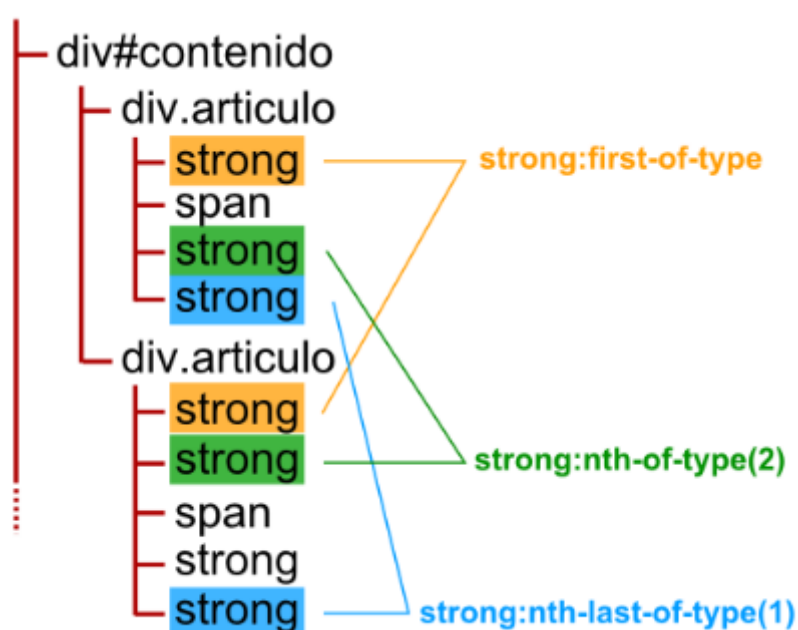 div#contenido
div.articulo
strong strong:first-of-type
span
strong
strong
div.articulo
strong
strong strong:nth-of-type(2)
span
strong
strong strong:nth-last-of-type(1)